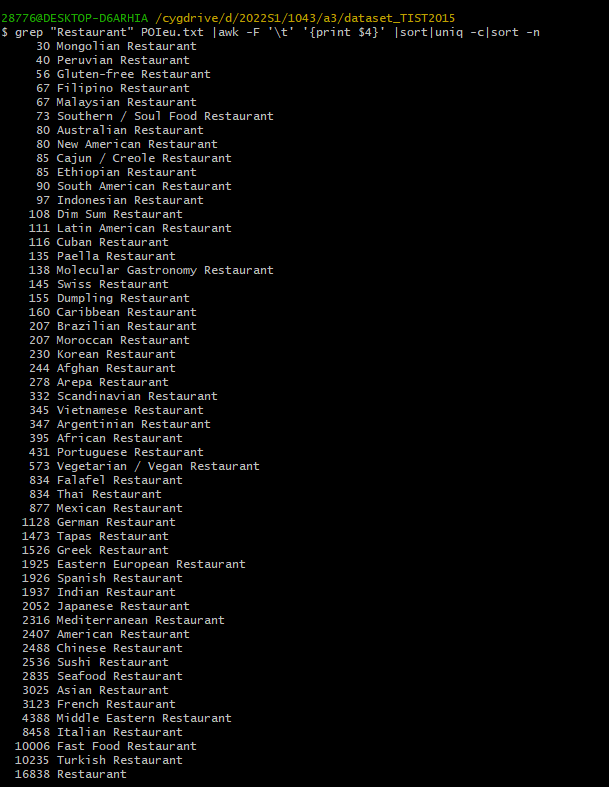 28776@DESKTOP-D6ARHIA /cygdrive/d/2022S1/1043/a3/dataset_TIST2015
$ grep "Restaurant" POIeu.txt |awk -F '\t' '{print $4}' |sort|uniq -c|sort -n
30 Mongolian Restaurant
40 Peruvian Restaurant
56 Gluten-free Restaurant
67 Filipino Restaurant
67 Malaysian Restaurant
73 Southern / Soul Food Restaurant
80 Australian Restaurant
80 New American Restaurant
85 Cajun / Creole Restaurant
85 Ethiopian Restaurant
90 South American Restaurant
97 Indonesian Restaurant
108 Dim Sum Restaurant
111 Latin American Restaurant
116 Cuban Restaurant
135 Paella Restaurant
138 Molecular Gastronomy Restaurant
145 Swiss Restaurant
155 Dumpling Restaurant
160 Caribbean Restaurant
207 Brazilian Restaurant
207 Moroccan Restaurant
230 Korean Restaurant
244 Afghan Restaurant
278 Arepa Restaurant
332 Scandinavian Restaurant
345 Vietnamese Restaurant
347 Argentinian Restaurant
395 African Restaurant
431 Portuguese Restaurant
573 Vegetarian / Vegan Restaurant
834 Falafel Restaurant
834 Thai Restaurant
877 Mexican Restaurant
1128 German Restaurant
1473 Tapas Restaurant
1526 Greek Restaurant
1925 Eastern European Restaurant
1926 Spanish Restaurant
1937 Indian Restaurant
2052 Japanese Restaurant
2316 Mediterranean Restaurant
2407 American Restaurant
2488 Chinese Restaurant
2536 Sushi Restaurant
2835 Seafood Restaurant
3025 Asian Restaurant
3123 French Restaurant
4388 Middle Eastern Restaurant
8458 Italian Restaurant
10006 Fast Food Restaurant
10235 Turkish Restaurant
16838 Restaurant